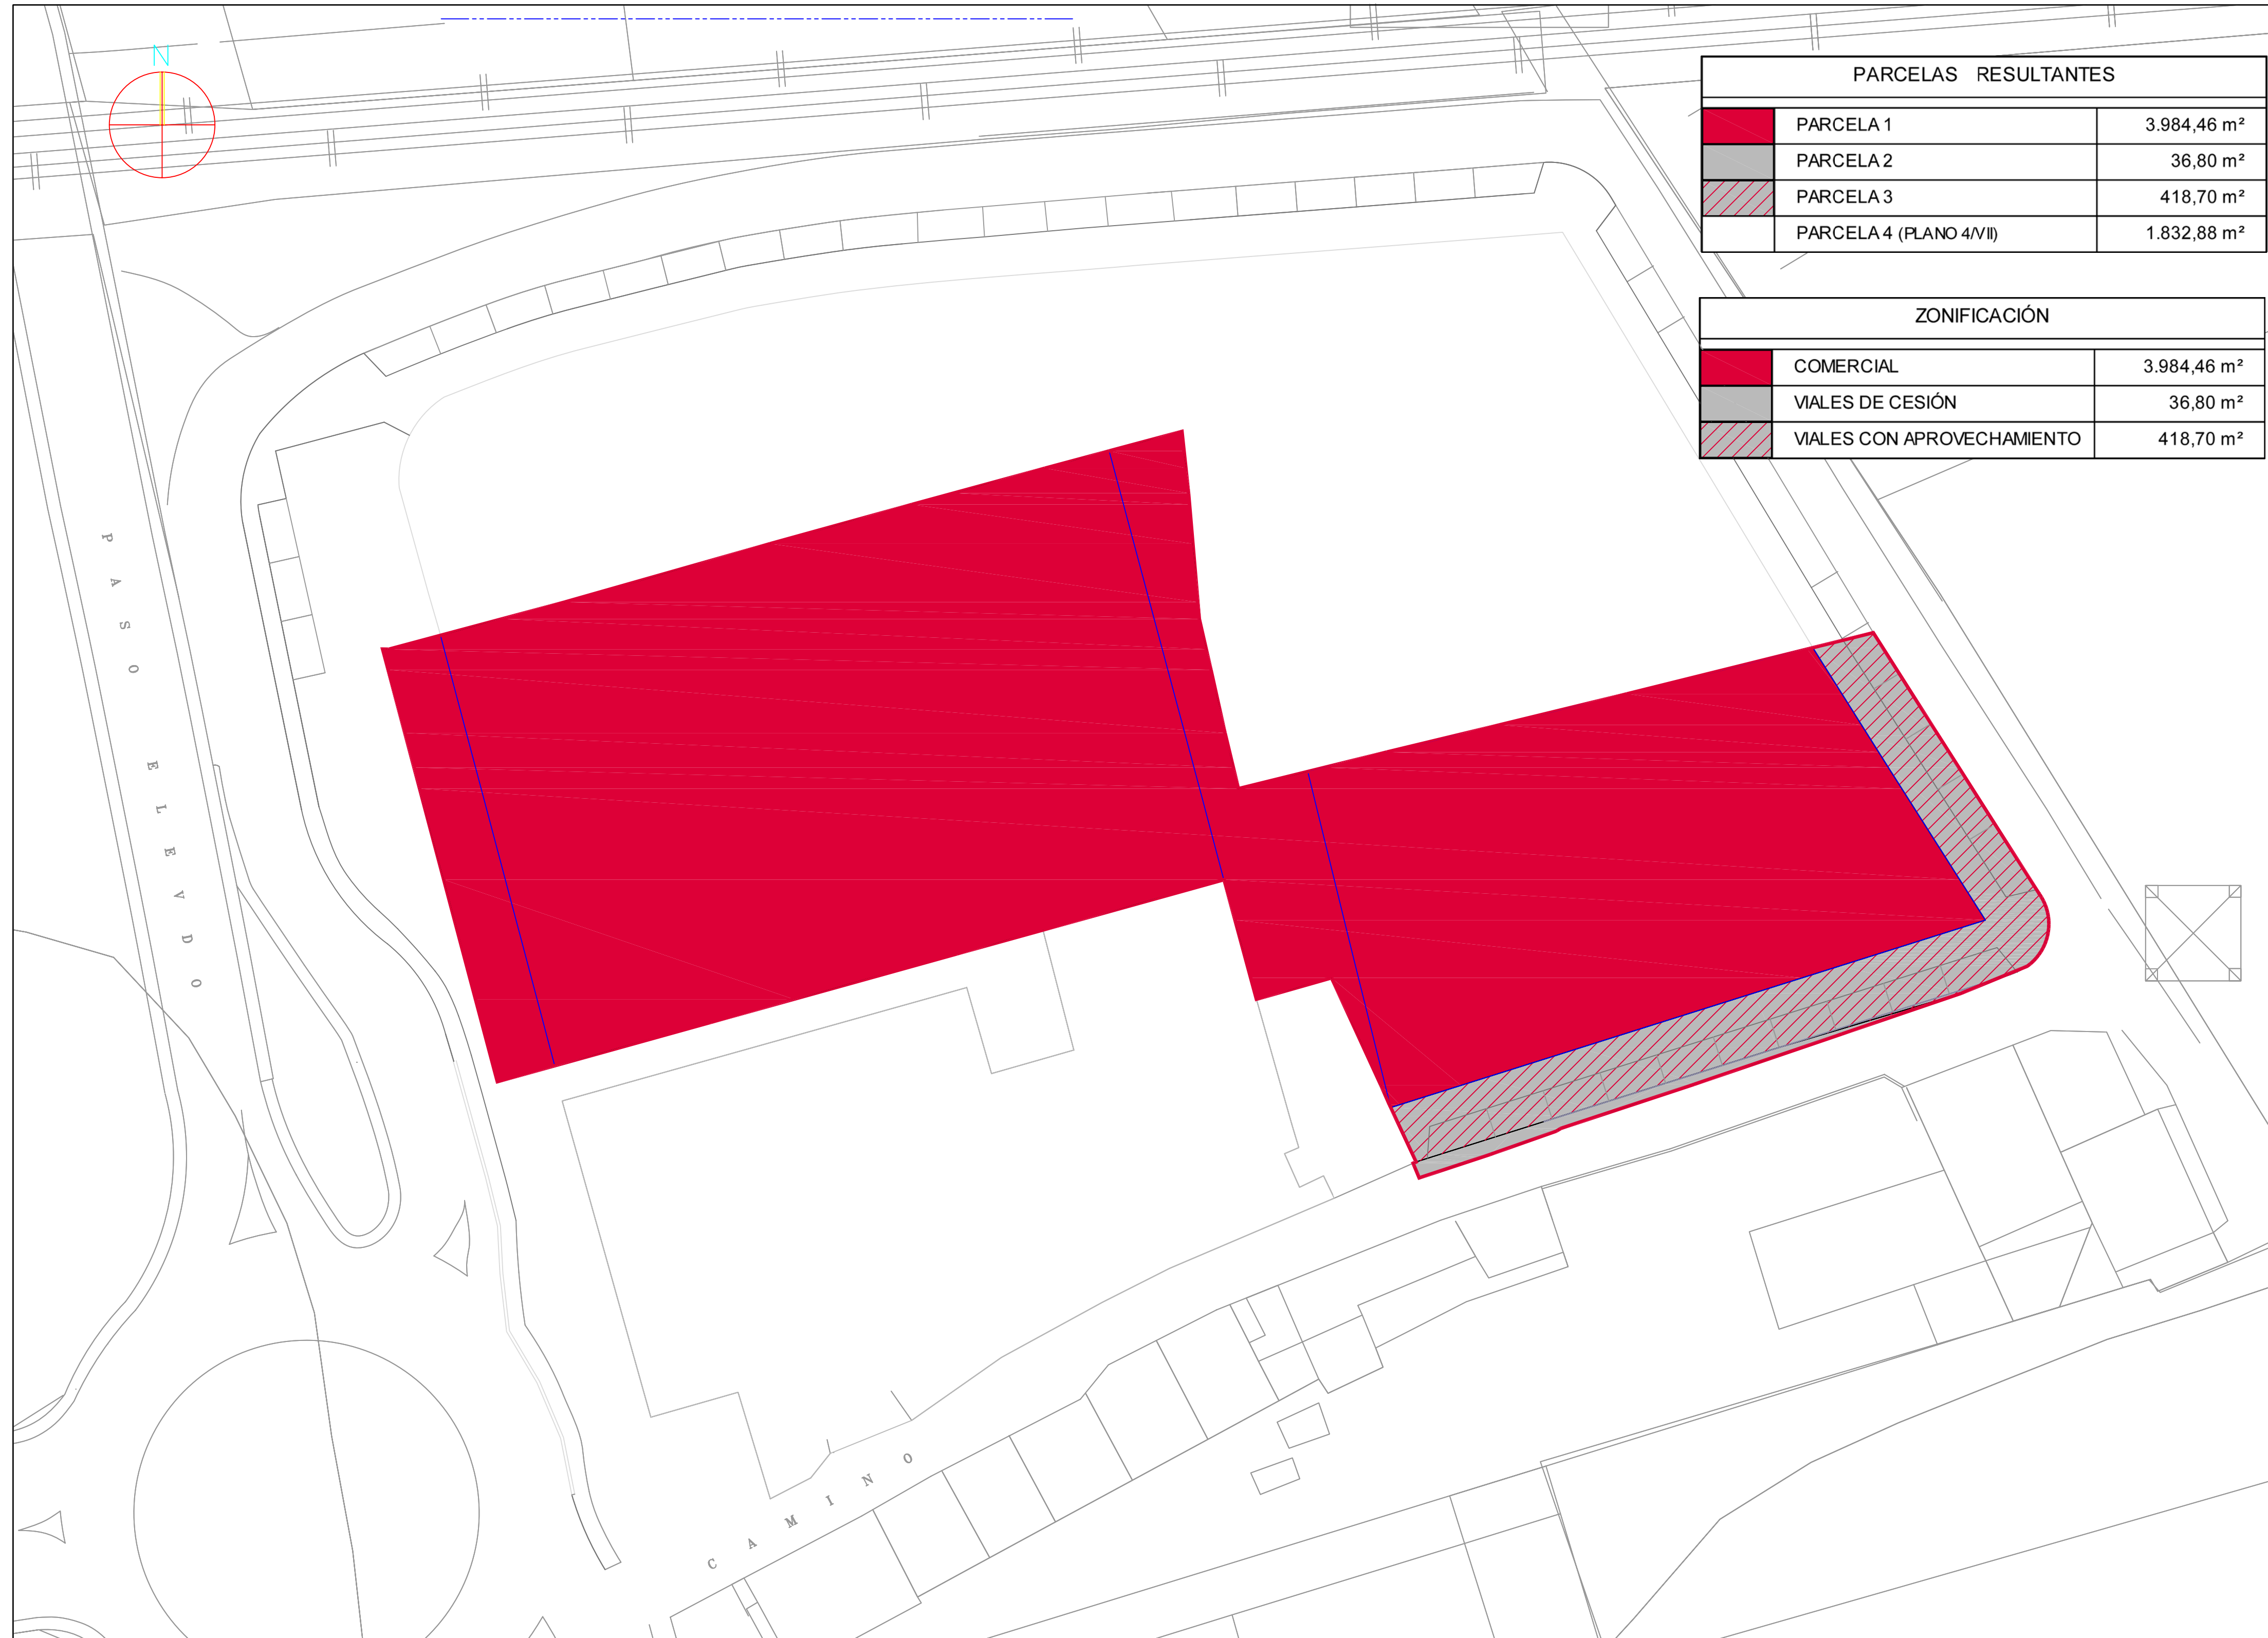 N
PARCELAS RESULTANTES
PARCELA 1 3.984,46 m²
PARCELA 2 36,80 m²
PARCELA 3 418,70 m²
PARCELA 4 (PLANO 4/VII) 1.832,88 m²
ZONIFICACIÓN
COMERCIAL 3.984,46 m²
VIALES DE CESIÓN 36,80 m²
VIALES CON APROVECHAMIENTO 418,70 m²
PASO ELEVDO
CAMINO